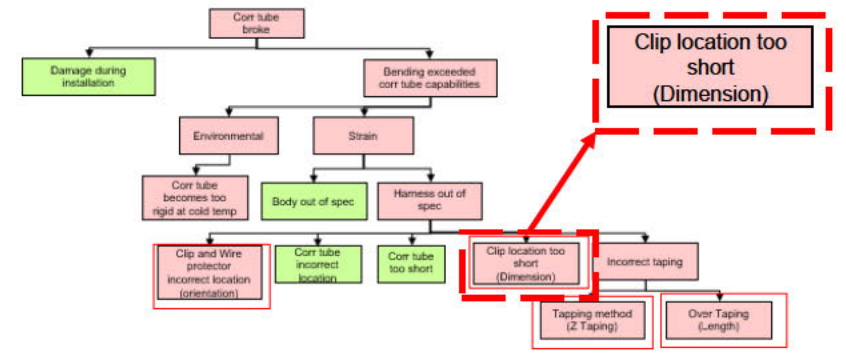 Corr tube
broke
Clip location too
short
(Dimension)
Damage during
installation
Bending exceeded
corr tube capabilities
Environmental
Strain
Corr tube
becomes too
rigid at cold temp
Body out of spec
Harness out of
spec
Clip and Wire
protector
incorrect location
(orientation)
Corr tube
incorrect
location
Corr tube
too short
Clip location too
short
(Dimension)
Incorrect taping
Tapping method
(Z Taping)
Over Taping
(Length)